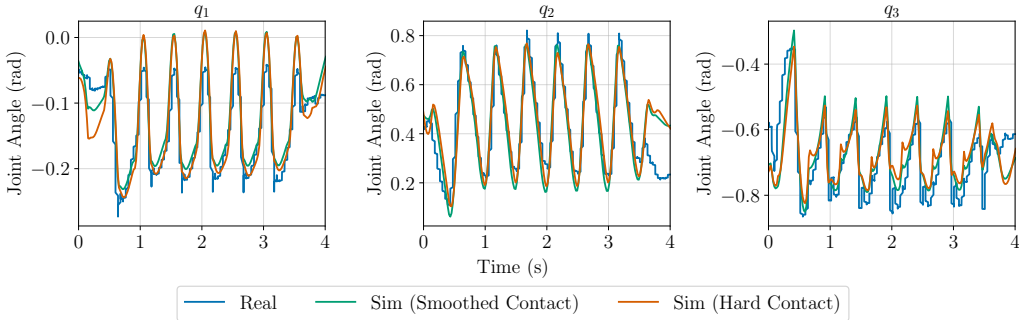 q1 q2 q3
Joint Angle (rad)
0.0
−0.1
−0.2
0 1 2 3 4
Joint Angle (rad)
0.8
0.6
0.4
0.2
0 1 2 3 4
Joint Angle (rad)
−0.4
−0.6
−0.8
0 1 2 3 4
Time (s)
Real Sim (Smoothed Contact) Sim (Hard Contact)